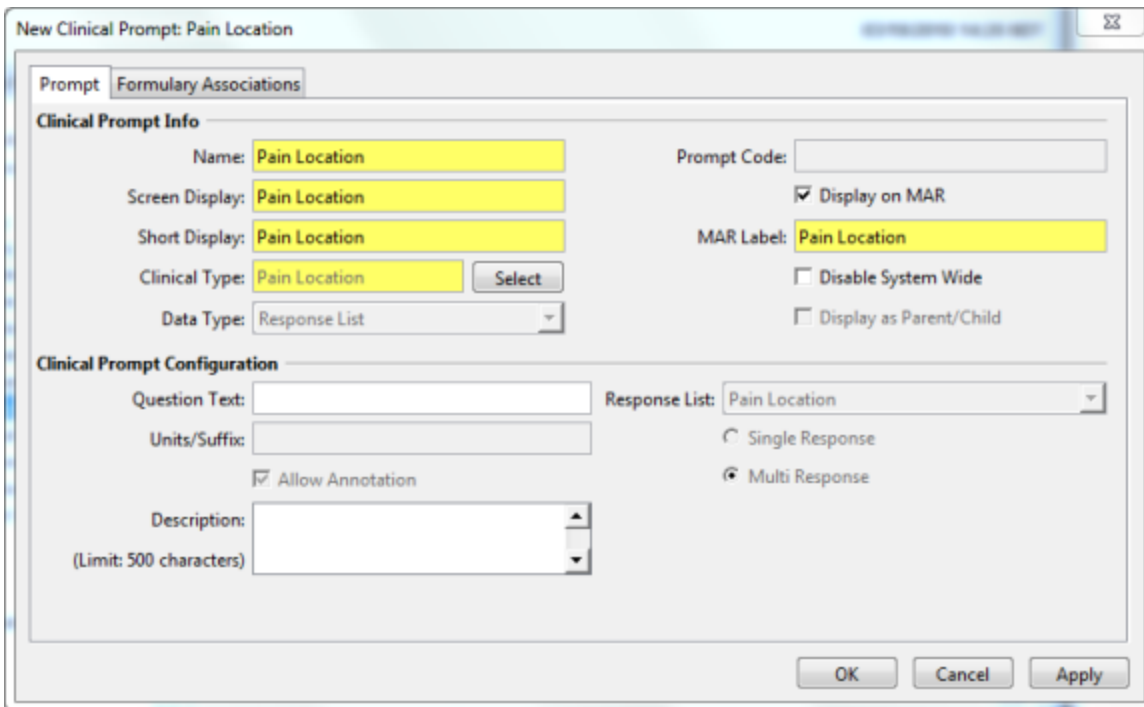 New Clinical Prompt: Pain Location
Prompt Formulary Associations
Clinical Prompt Info
Name: Pain Location Prompt Code:
Screen Display: Pain Location Display on MAR
Short Display: Pain Location MAR Label: Pain Location
Clinical Type: Pain Location Select Disable System Wide
Data Type: Response List Display as Parent/Child
Clinical Prompt Configuration
Question Text: Response List: Pain Location
Units/Suffix: Single Response
Allow Annotation Multi Response
Description:
(Limit: 500 characters)
OK Cancel Apply